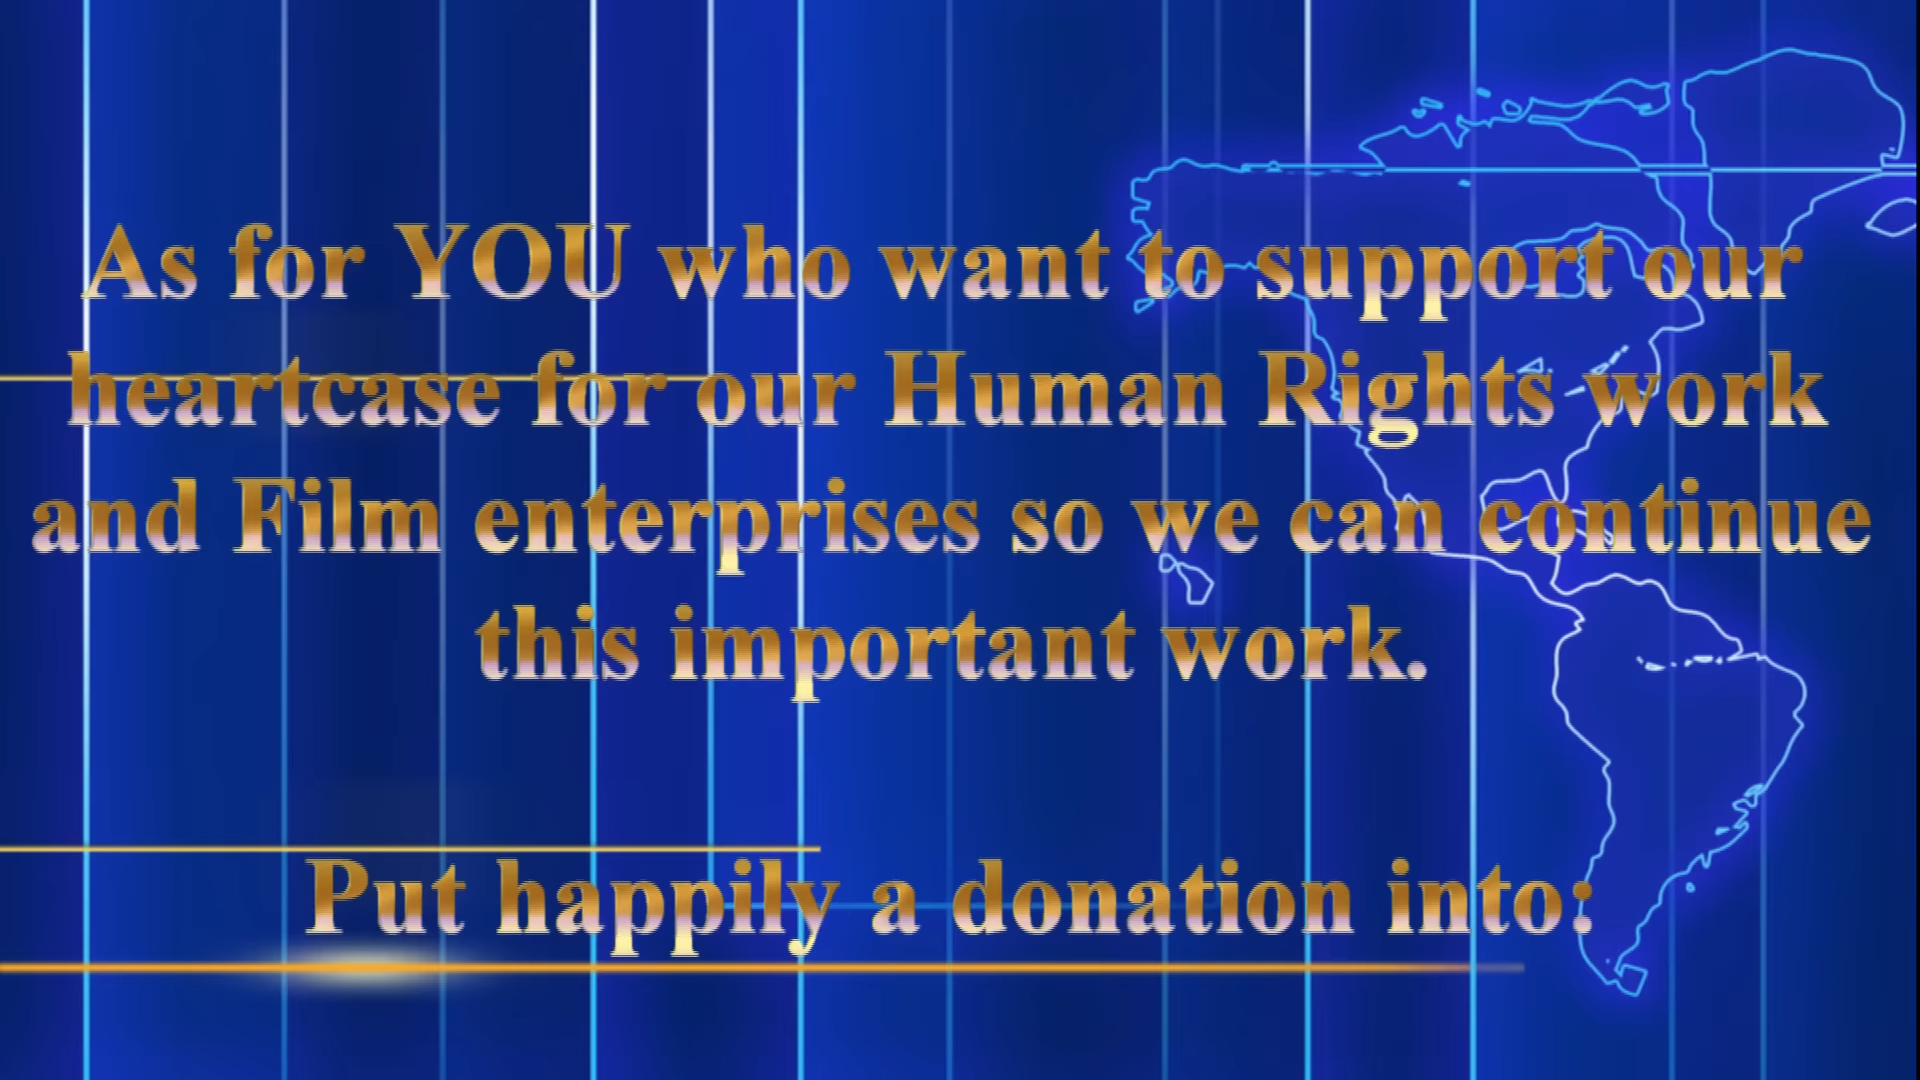 As for YOU who want to support our
heartcase for our Human Rights work
and Film enterprises so we can continue
this important work.
Put happily a donation into: